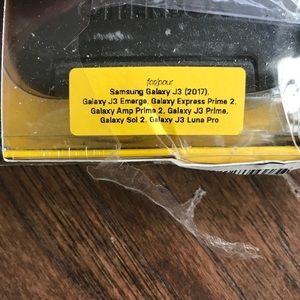 for/pour
Samsung Galaxy J3 (2017),
Galaxy J3 Emerge, Galaxy Express Prime 2,
Galaxy Amp Prime 2, Galaxy J3 Prime,
Galaxy Sol 2, Galaxy J3 Luna Pro